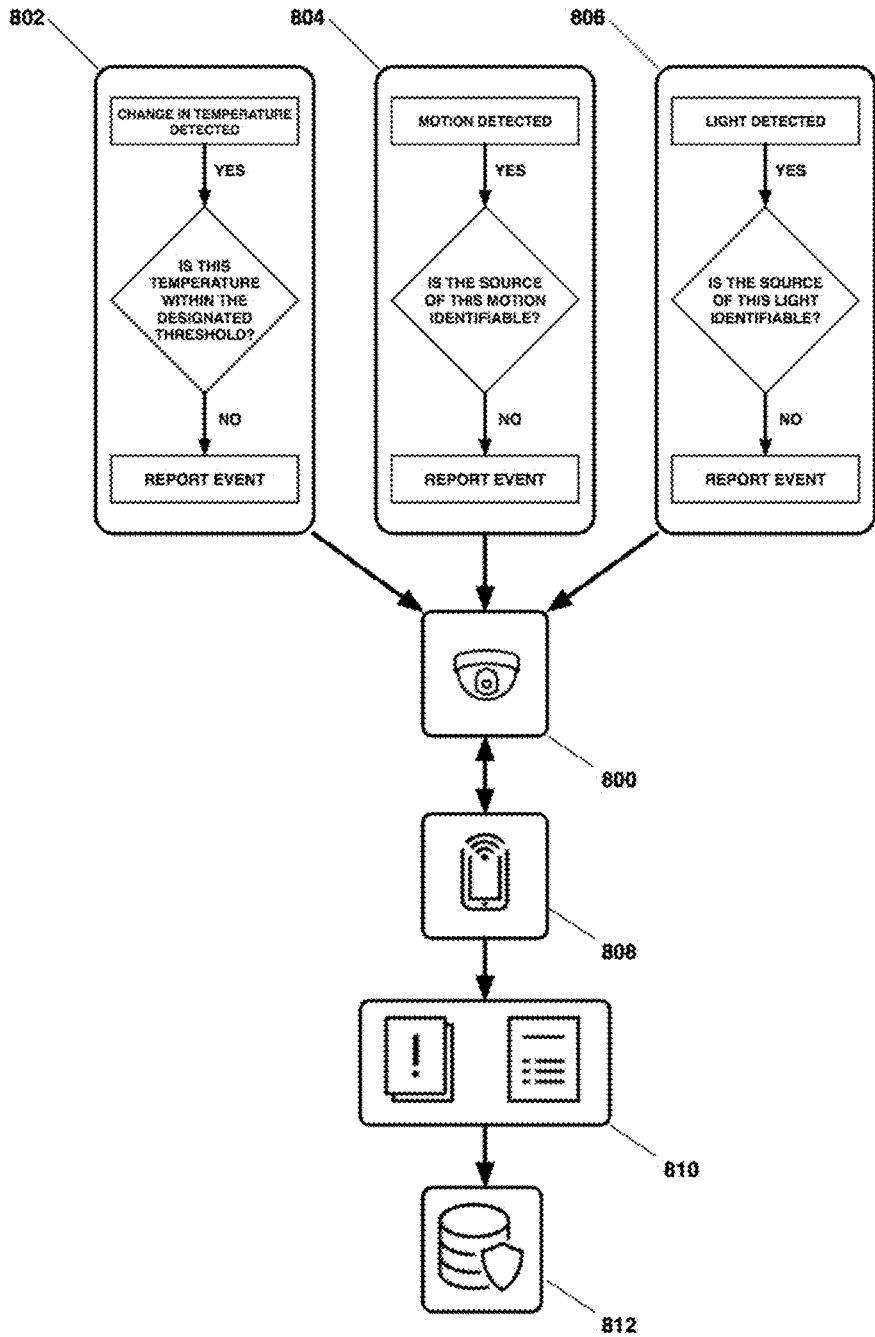 802
804
806
CHANGE IN TEMPERATURE
DETECTED
YES
IS THIS
TEMPERATURE
WITHIN THE
DESIGNATED
THRESHOLD?
NO
REPORT EVENT
MOTION DETECTED
YES
IS THE SOURCE
OF THIS MOTION
IDENTIFIABLE?
NO
REPORT EVENT
LIGHT DETECTED
YES
IS THE SOURCE
OF THIS LIGHT
IDENTIFIABLE?
NO
REPORT EVENT
800
808
!
810
812